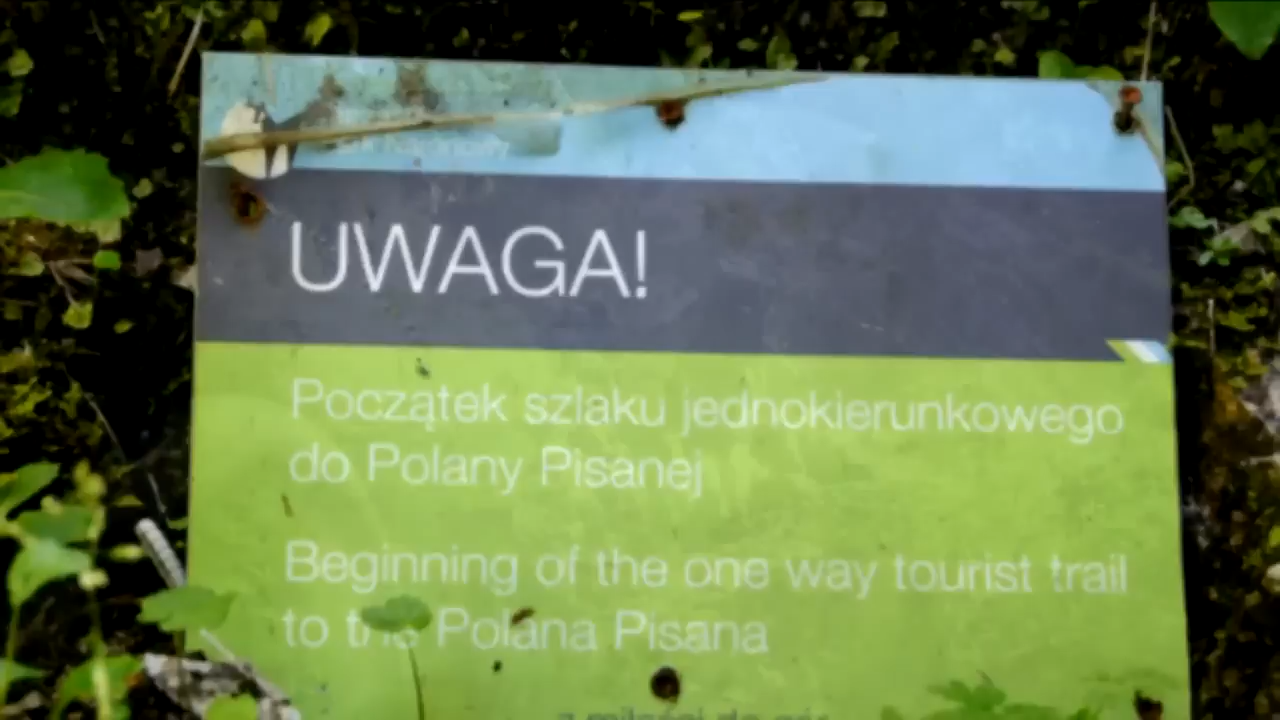 UWAGA!
Początek szlaku jednokierunkowego
do Polany Pisanej
Beginning of the one way tourist trail
to the Polana Pisana